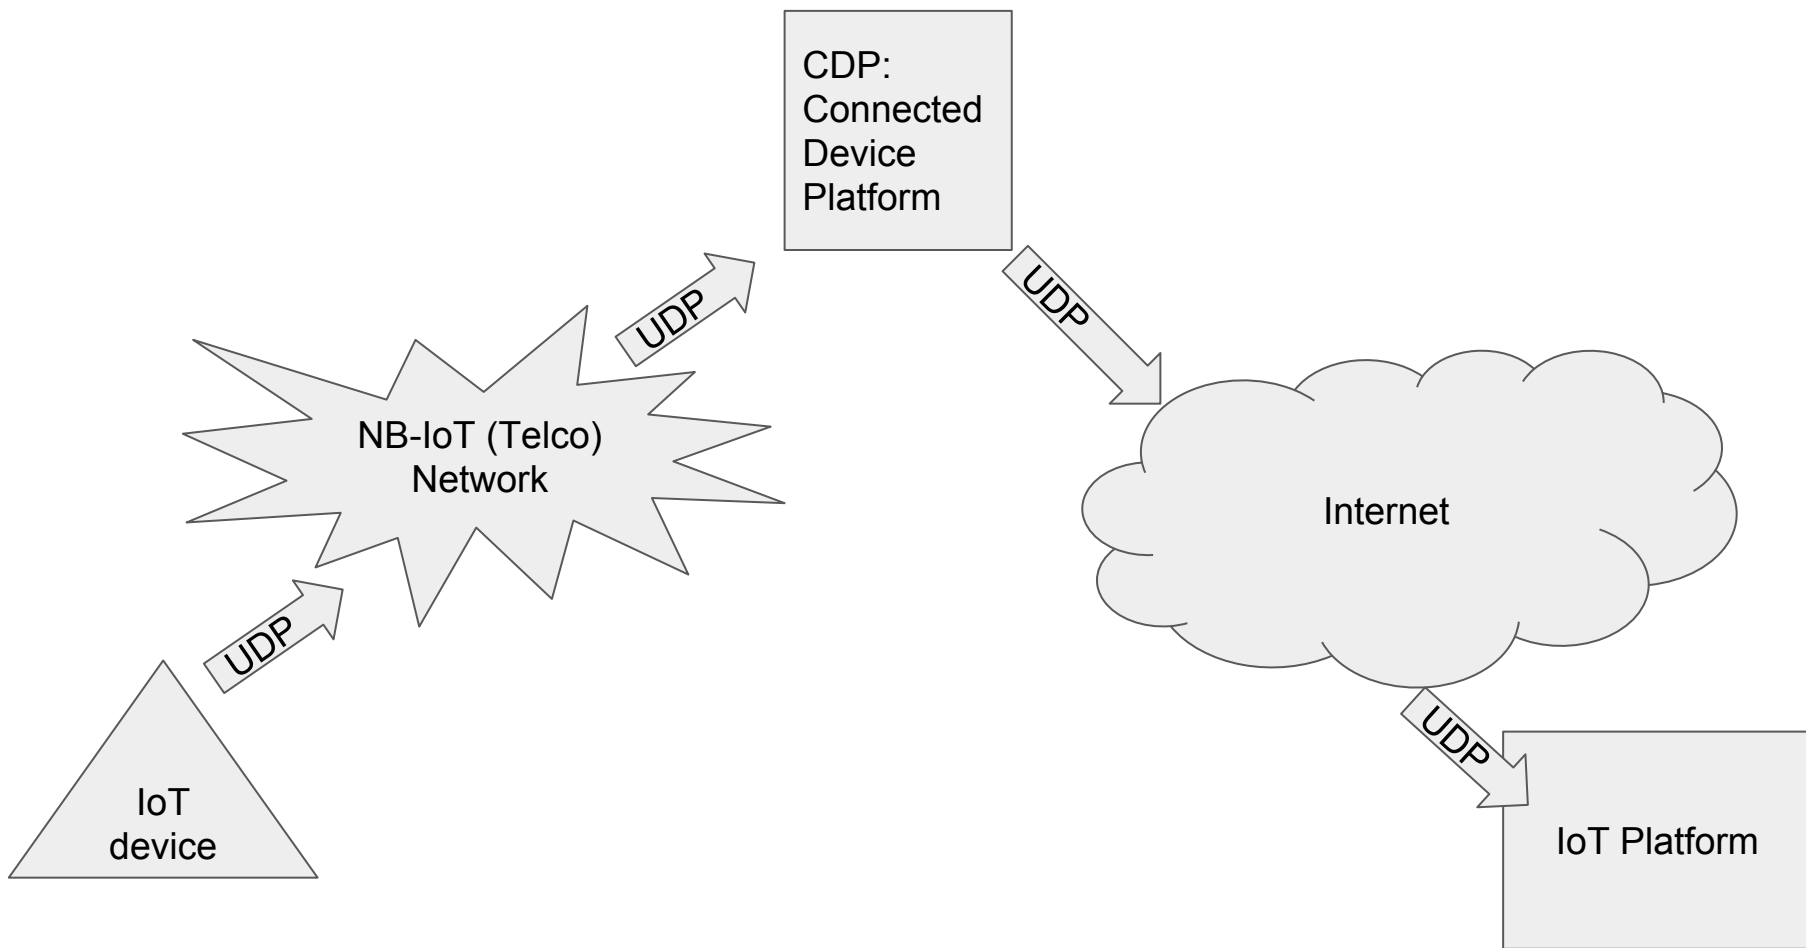 CDP:
Connected
Device
Platform
UDP
UDP
NB-IoT (Telco)
Network
Internet
UDP
UDP
IoT
device
IoT Platform